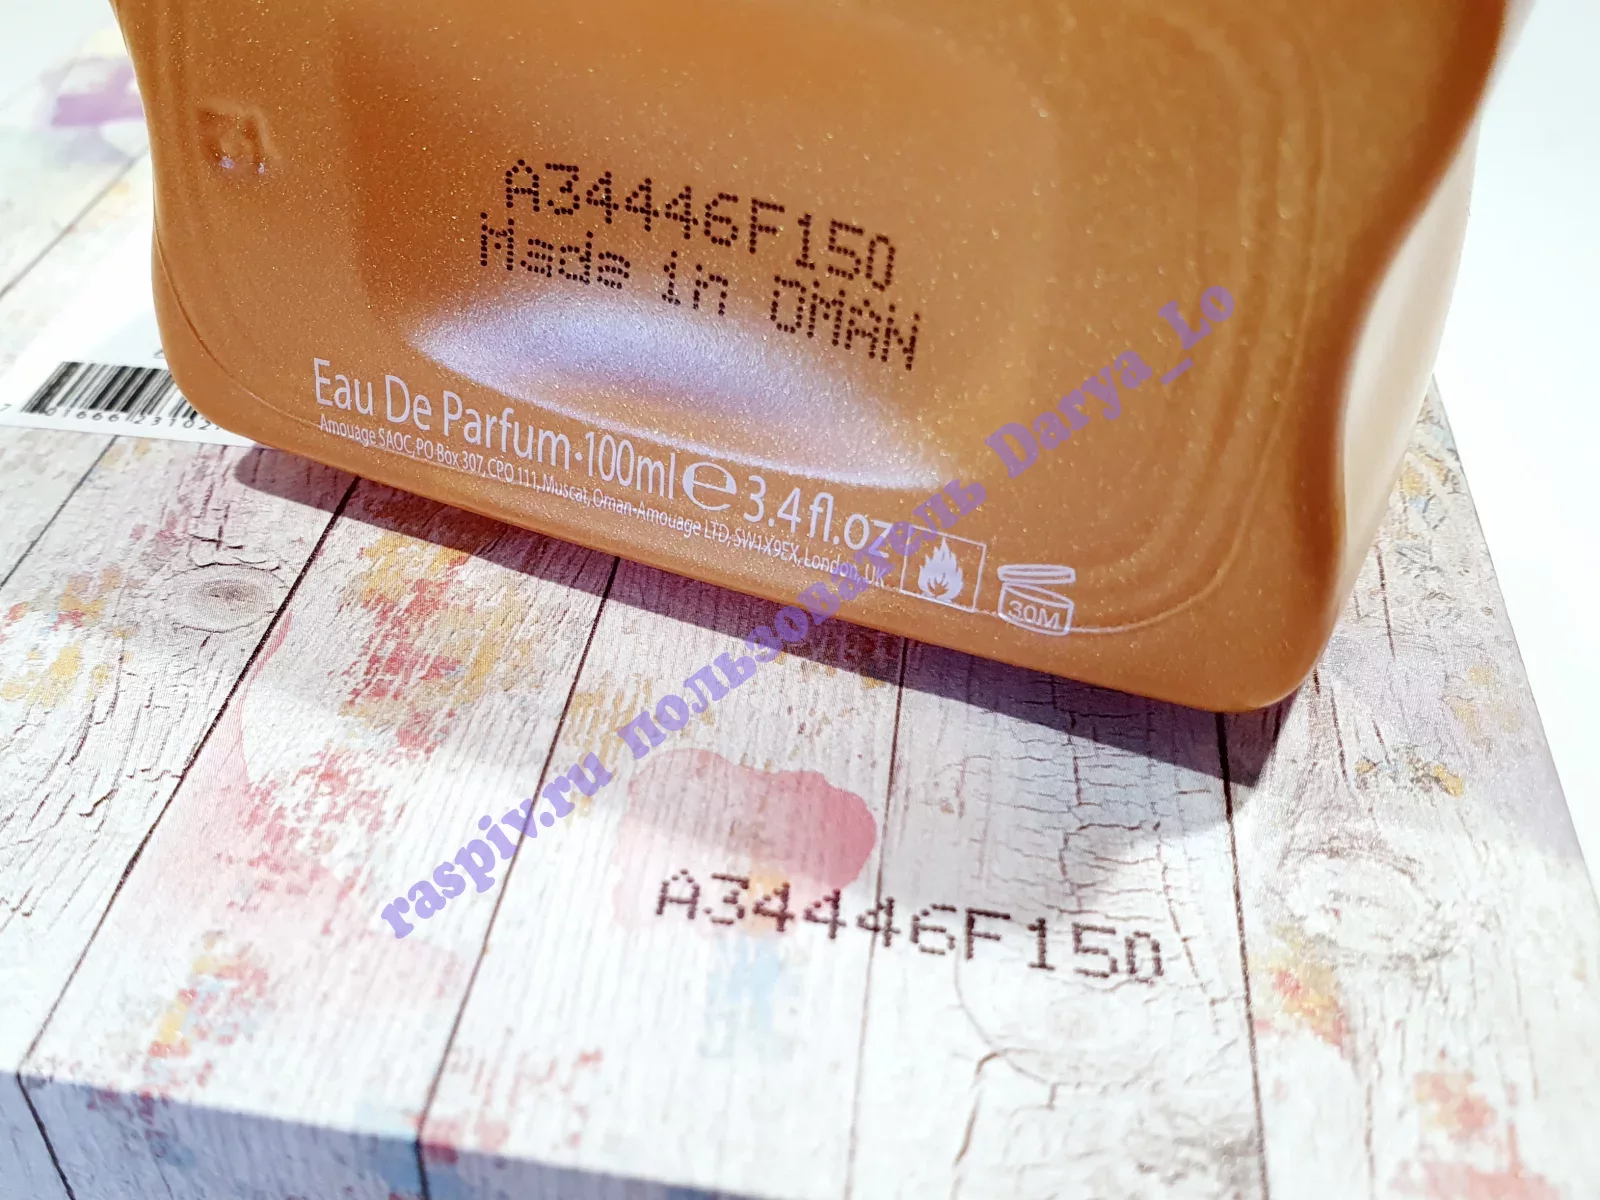 A34446F150
Made in OMAN
Eau De Parfum·100ml℮3.4fl.oz
Amouage SAOC,PO Box 307, CPO 111, Muscat, Oman-Amouage LTD, SW1X9EX, London, UK
30M
raspiv.ru пользователь Darya_Lo
A34446F150